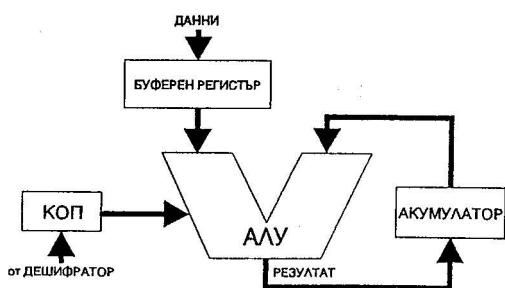 ДАННИ
БУФЕРЕН РЕГИСТЪР
КОП
АЛУ
АКУМУЛАТОР
от ДЕШИФРАТОР
РЕЗУЛТАТ